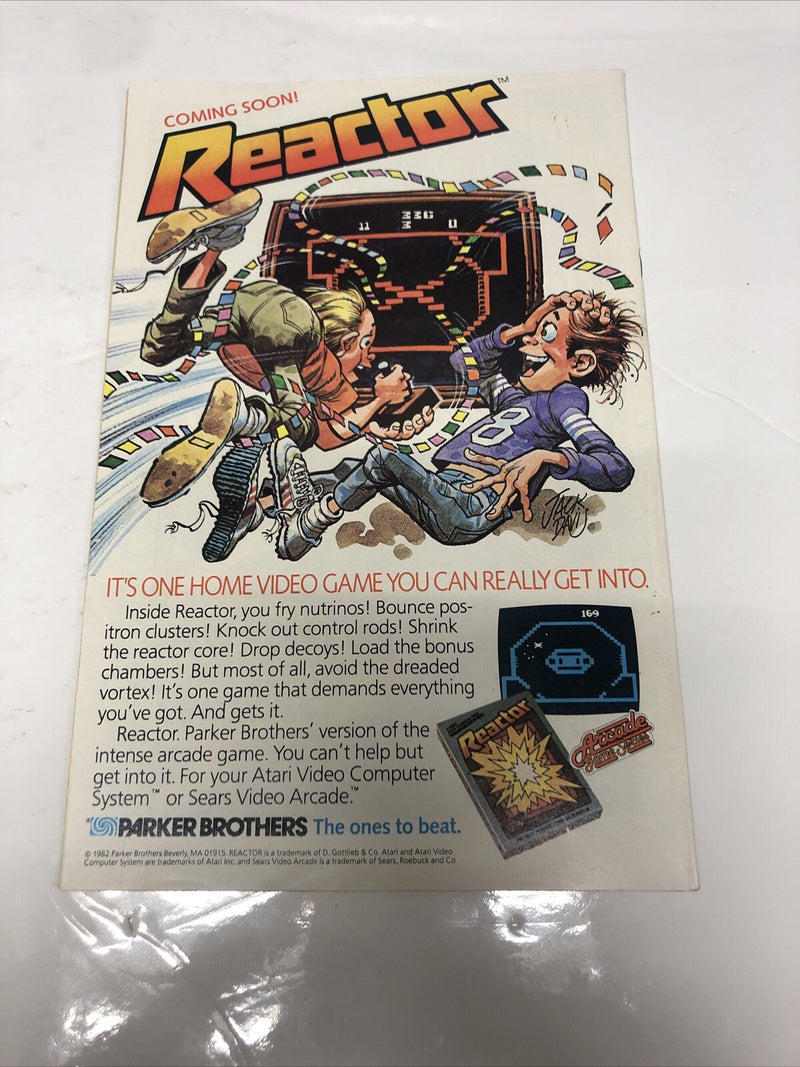 COMING SOON!
Reactor™
11 0
8
JACK
DAVIS
IT'S ONE HOME VIDEO GAME YOU CAN REALLY GET INTO.
Inside Reactor, you fry nutrinos! Bounce pos-
itron clusters! Knock out control rods! Shrink
the reactor core! Drop decoys! Load the bonus
chambers! But most of all, avoid the dreaded
vortex! It's one game that demands everything
you've got. And gets it.
Reactor. Parker Brothers' version of the
intense arcade game. You can't help but
get into it. For your Atari Video Computer
System™ or Sears Video Arcade.™
169
Reactor
Arcade
Game Series
PARKER BROTHERS The ones to beat.
© 1982 Parker Brothers Beverly, MA 01915. REACTOR is a trademark of D. Gottlieb & Co. Atari and Atari Video
Computer System are trademarks of Atari Inc. and Sears Video Arcade is a trademark of Sears, Roebuck and Co